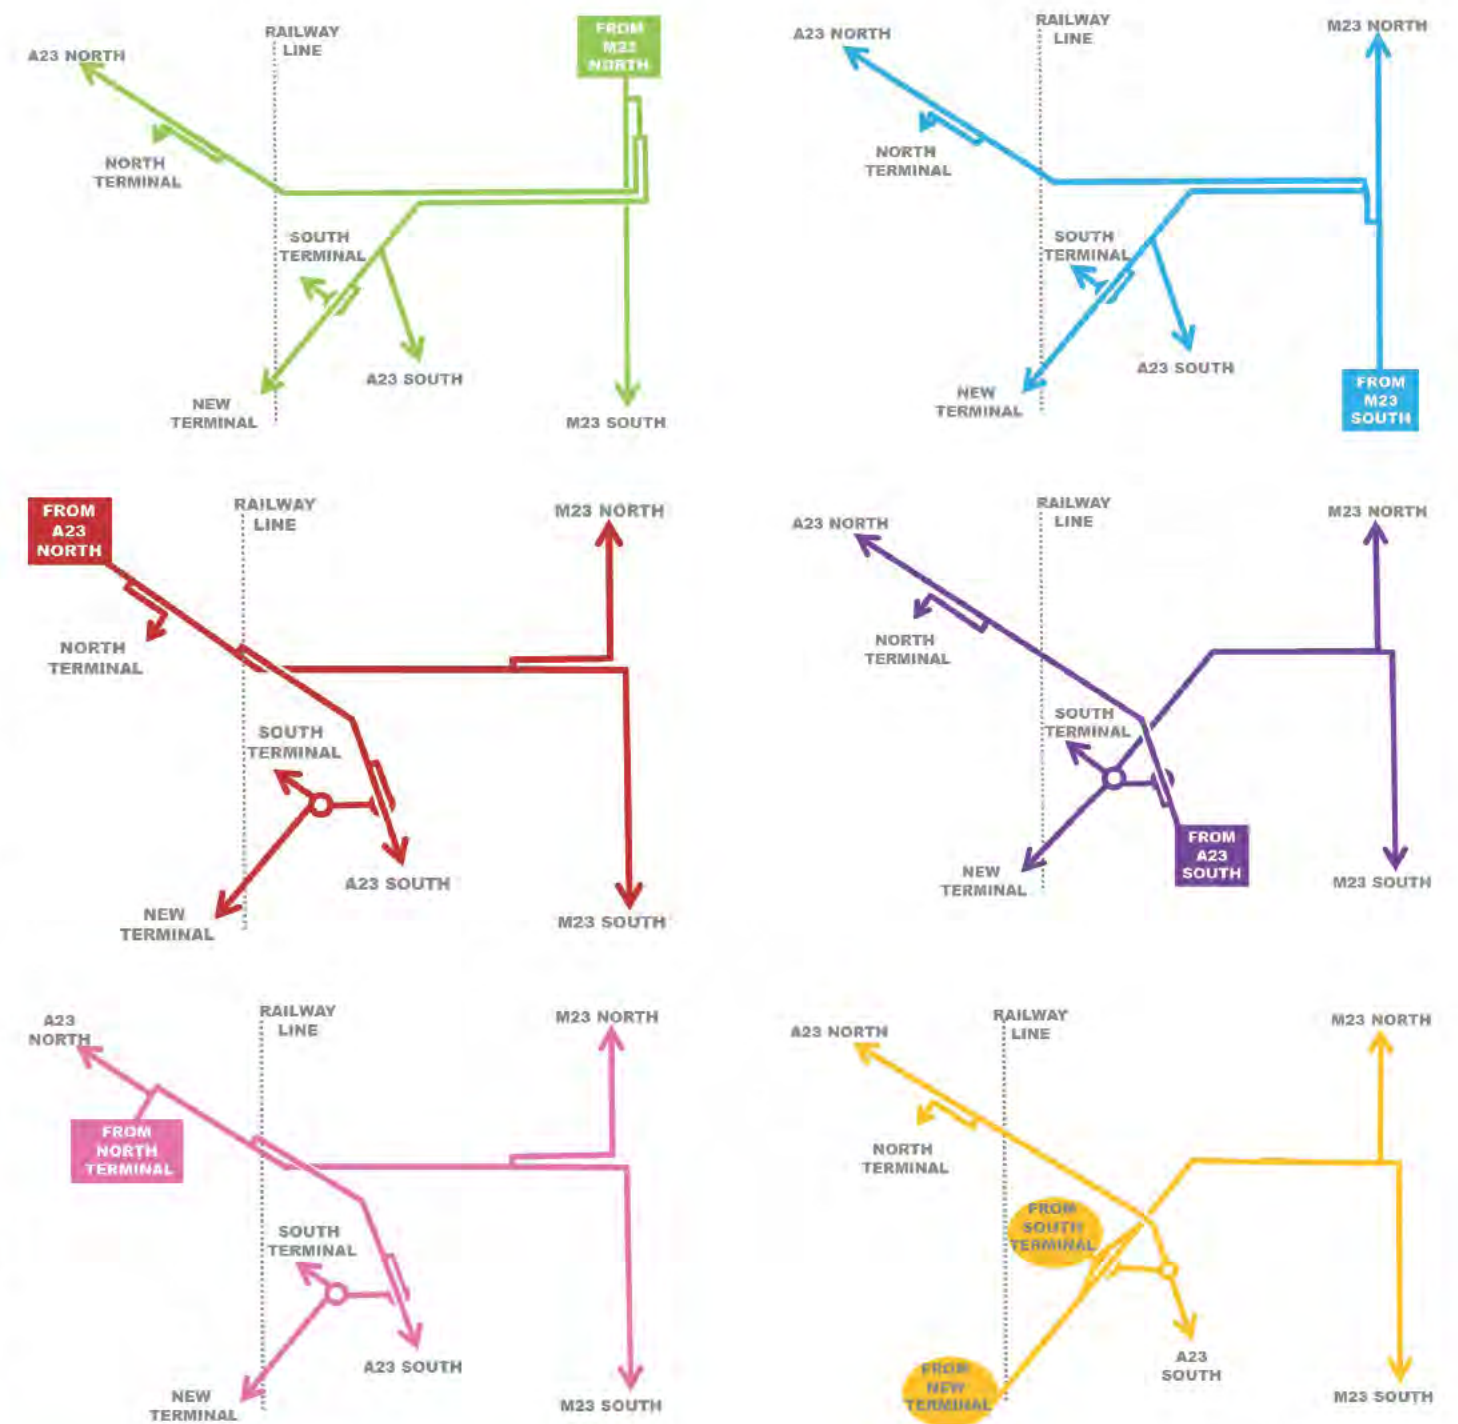 RAILWAY
LINE
FROM
M23
NORTH
A23 NORTH
NORTH
TERMINAL
SOUTH
TERMINAL
A23 SOUTH
NEW
TERMINAL
M23 SOUTH
RAILWAY
LINE
M23 NORTH
A23 NORTH
NORTH
TERMINAL
SOUTH
TERMINAL
A23 SOUTH
NEW
TERMINAL
FROM
M23
SOUTH
FROM
A23
NORTH
RAILWAY
LINE
M23 NORTH
NORTH
TERMINAL
SOUTH
TERMINAL
A23 SOUTH
NEW
TERMINAL
M23 SOUTH
RAILWAY
LINE
M23 NORTH
A23 NORTH
NORTH
TERMINAL
SOUTH
TERMINAL
FROM
A23
SOUTH
NEW
TERMINAL
M23 SOUTH
A23
NORTH
RAILWAY
LINE
M23 NORTH
FROM
NORTH
TERMINAL
SOUTH
TERMINAL
A23 SOUTH
NEW
TERMINAL
M23 SOUTH
RAILWAY
LINE
M23 NORTH
A23 NORTH
NORTH
TERMINAL
FROM
SOUTH
TERMINAL
A23
SOUTH
FROM
NEW
TERMINAL
M23 SOUTH